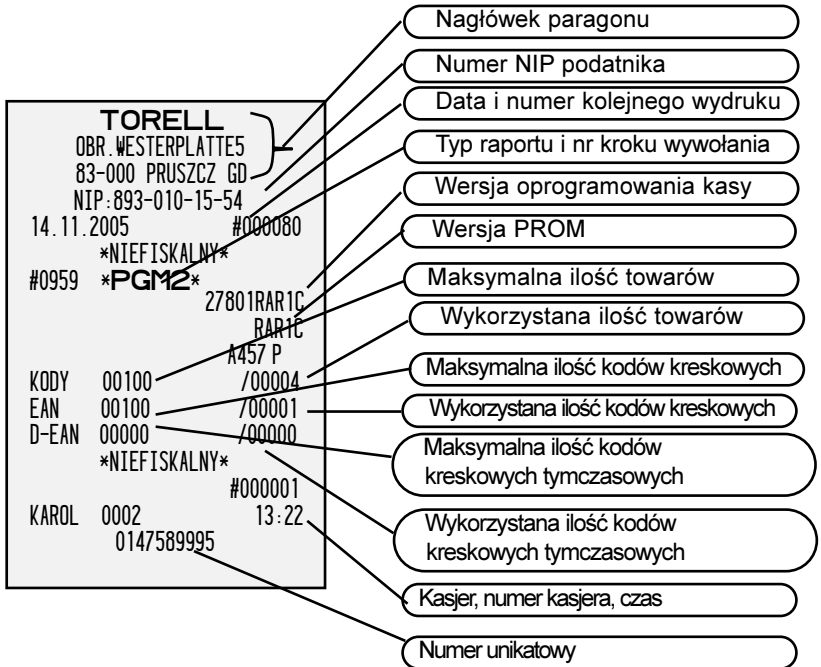 TORELL
OBR.WESTERPLATTE5
83-000 PRUSZCZ GD
NIP:893-010-15-54
14.11.2005 #000080
*NIEFISKALNY*
#0959 *PGM2*
27801RAR1C
RAR1C
A457 P
KODY 00100 /00004
EAN 00100 /00001
D-EAN 00000 /00000
*NIEFISKALNY*
#000001
KAROL 0002 13:22
0147589995
Nagłówek paragonu
Numer NIP podatnika
Data i numer kolejnego wydruku
Typ raportu i nr kroku wywołania
Wersja oprogramowania kasy
Wersja PROM
Maksymalna ilość towarów
Wykorzystana ilość towarów
Maksymalna ilość kodów kreskowych
Wykorzystana ilość kodów kreskowych
Maksymalna ilość kodów
kreskowych tymczasowych
Wykorzystana ilość kodów
kreskowych tymczasowych
Kasjer, numer kasjera, czas
Numer unikatowy